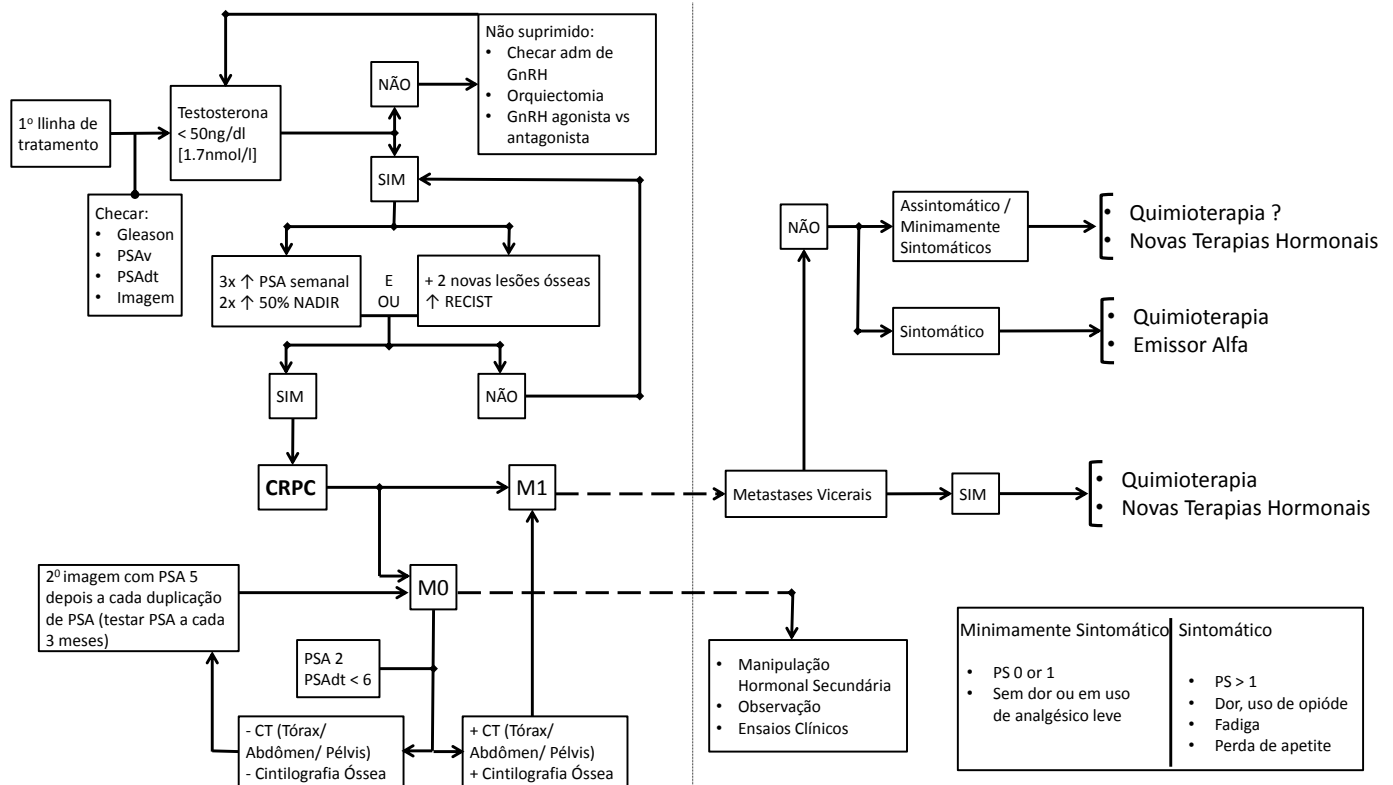 1º llinha de
tratamento
Checar:
• Gleason
• PSAv
• PSAdt
• Imagem
Testosterona
< 50ng/dl
[1.7nmol/l]
NÃO
Não suprimido:
• Checar adm de
GnRH
• Orquiectomia
• GnRH agonista vs
antagonista
SIM
3x ↑ PSA semanal
2x ↑ 50% NADIR
E
OU
+ 2 novas lesões ósseas
↑ RECIST
SIM
NÃO
CRPC
M1
M0
2º imagem com PSA 5
depois a cada duplicação
de PSA (testar PSA a cada
3 meses)
PSA 2
PSAdt < 6
- CT (Tórax/
Abdômen/ Pélvis)
- Cintilografia Óssea
+ CT (Tórax/
Abdômen/ Pélvis)
+ Cintilografia Óssea
NÃO
Assintomático /
Minimamente
Sintomáticos
• Quimioterapia ?
• Novas Terapias Hormonais
Sintomático
• Quimioterapia
• Emissor Alfa
Metastases Vicerais
SIM
• Quimioterapia
• Novas Terapias Hormonais
• Manipulação
Hormonal Secundária
• Observação
• Ensaios Clínicos
Minimamente Sintomático
• PS 0 or 1
• Sem dor ou em uso
de analgésico leve
Sintomático
• PS > 1
• Dor, uso de opióde
• Fadiga
• Perda de apetite